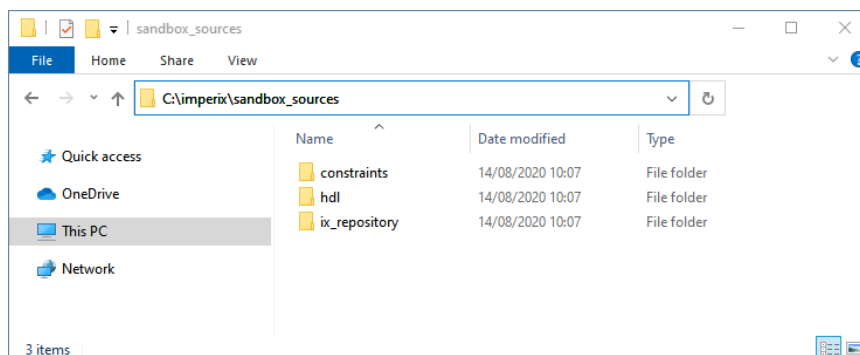 sandbox_sources
File Home Share View
C:\imperix\sandbox_sources
Name Date modified Type
Quick access
constraints 14/08/2020 10:07 File folder
OneDrive
hdl 14/08/2020 10:07 File folder
This PC
ix_repository 14/08/2020 10:07 File folder
Network
3 items